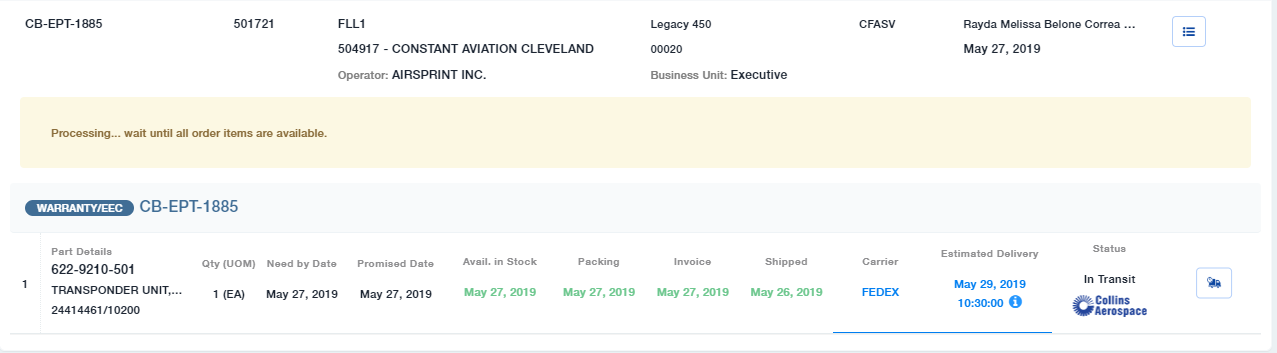 CB-EPT-1885 501721 FLL1 Legacy 450 CFASV Rayda Melissa Belone Correa ...
504917 - CONSTANT AVIATION CLEVELAND 00020 May 27, 2019
Operator: AIRSPRINT INC. Business Unit: Executive
Processing... wait until all order items are available.
WARRANTY/EEC CB-EPT-1885
Part Details Qty (UOM) Need by Date Promised Date Avail. in Stock Packing Invoice Shipped Carrier Estimated Delivery Status
1 622-9210-501
TRANSPONDER UNIT,... 1 (EA) May 27, 2019 May 27, 2019 May 27, 2019 May 27, 2019 May 27, 2019 May 26, 2019 FEDEX May 29, 2019 In Transit
24414461/10200 10:30:00 Collins
Aerospace